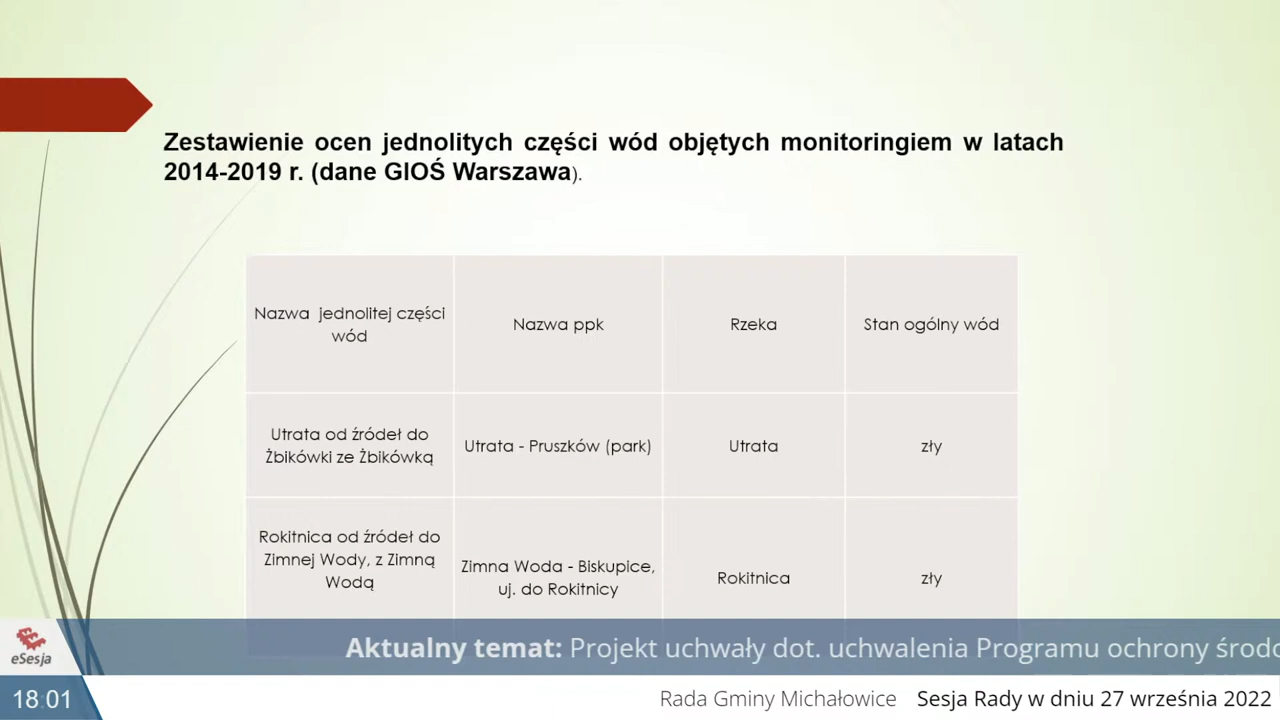 Zestawienie ocen jednolitych części wód objętych monitoringiem w latach
2014-2019 r. (dane GIOŚ Warszawa).
Nazwa jednolitej części
wód
Nazwa ppk
Rzeka
Stan ogólny wód
Utrata od źródeł do
Żbikówki ze Żbikówką
Utrata - Pruszków (park)
Utrata
zły
Rokitnica od źródeł do
Zimnej Wody, z Zimną
Wodą
Zimna Woda - Biskupice,
uj. do Rokitnicy
Rokitnica
zły
eSesja
Aktualny temat: Projekt uchwały dot. uchwalenia Programu ochrony środo
18:01
Rada Gminy Michałowice Sesja Rady w dniu 27 września 2022